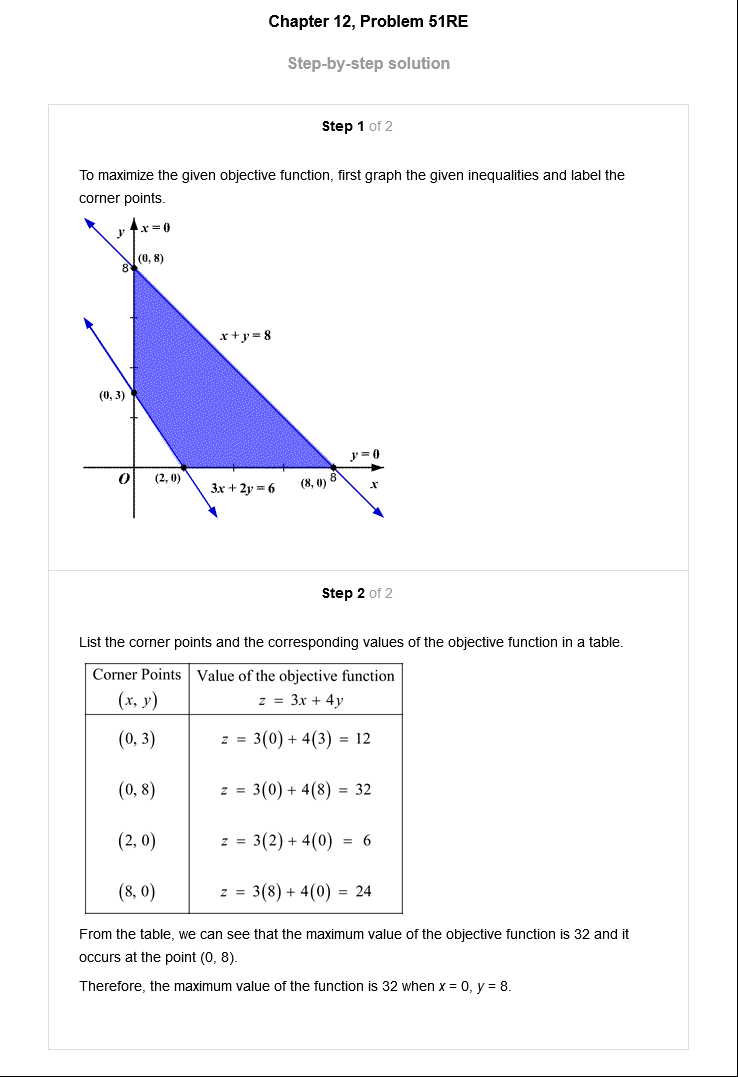 Chapter 12, Problem 51RE
Step-by-step solution
Step 1 of 2
To maximize the given objective function, first graph the given inequalities and label the
corner points.
y x = 0
(0, 8)
8
x + y = 8
(0, 3)
y = 0
O (2, 0) 3x + 2y = 6 (8, 0) 8 x
Step 2 of 2
List the corner points and the corresponding values of the objective function in a table.
Corner Points Value of the objective function
(x, y) z = 3x + 4y
(0, 3) z = 3(0) + 4(3) = 12
(0, 8) z = 3(0) + 4(8) = 32
(2, 0) z = 3(2) + 4(0) = 6
(8, 0) z = 3(8) + 4(0) = 24
From the table, we can see that the maximum value of the objective function is 32 and it
occurs at the point (0, 8).
Therefore, the maximum value of the function is 32 when x = 0, y = 8.